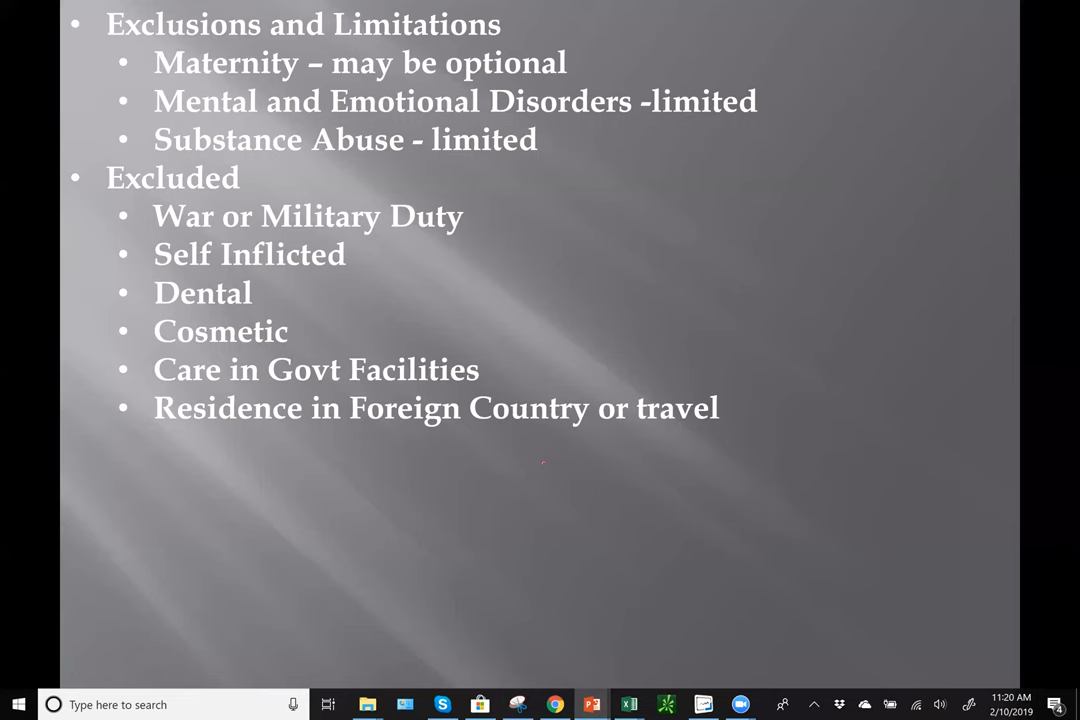 • Exclusions and Limitations
• Maternity – may be optional
• Mental and Emotional Disorders -limited
• Substance Abuse - limited
• Excluded
• War or Military Duty
• Self Inflicted
• Dental
• Cosmetic
• Care in Govt Facilities
• Residence in Foreign Country or travel
Type here to search
11:20 AM
2/10/2019
4